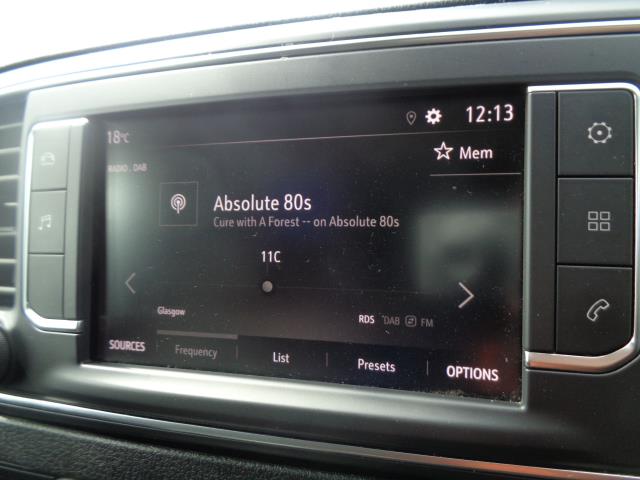 12:13
18°C
RADIO . DAB
Mem
Absolute 80s
Cure with A Forest -- on Absolute 80s
11C
Glasgow
RDS DAB FM
SOURCES Frequency List Presets OPTIONS